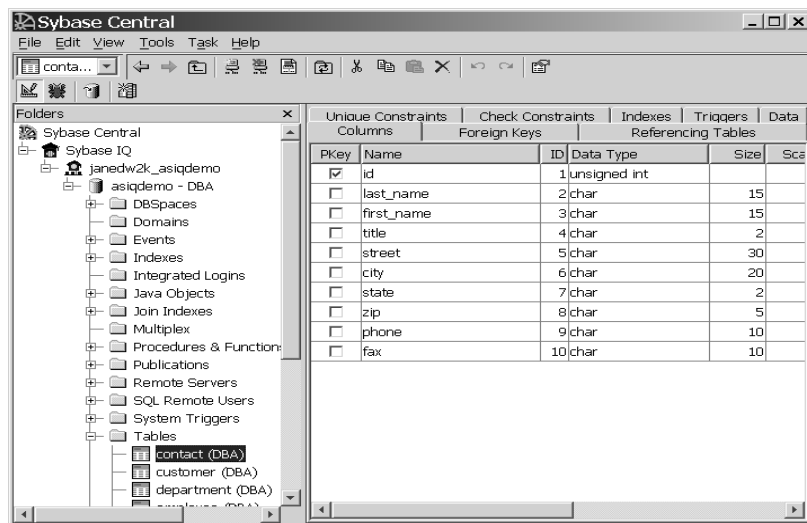 Sybase Central
File Edit View Tools Task Help
conta...
Folders
Sybase Central
Sybase IQ
janedw2k_asiqdemo
asiqdemo - DBA
DBSpaces
Domains
Events
Indexes
Integrated Logins
Java Objects
Join Indexes
Multiplex
Procedures & Function
Publications
Remote Servers
SQL Remote Users
System Triggers
Tables
contact (DBA)
customer (DBA)
department (DBA)
Unique Constraints Check Constraints Indexes Triggers Data
Columns Foreign Keys Referencing Tables
PKey Name ID Data Type Size Sca
id 1 unsigned int
last_name 2 char 15
first_name 3 char 15
title 4 char 2
street 5 char 30
city 6 char 20
state 7 char 2
zip 8 char 5
phone 9 char 10
fax 10 char 10